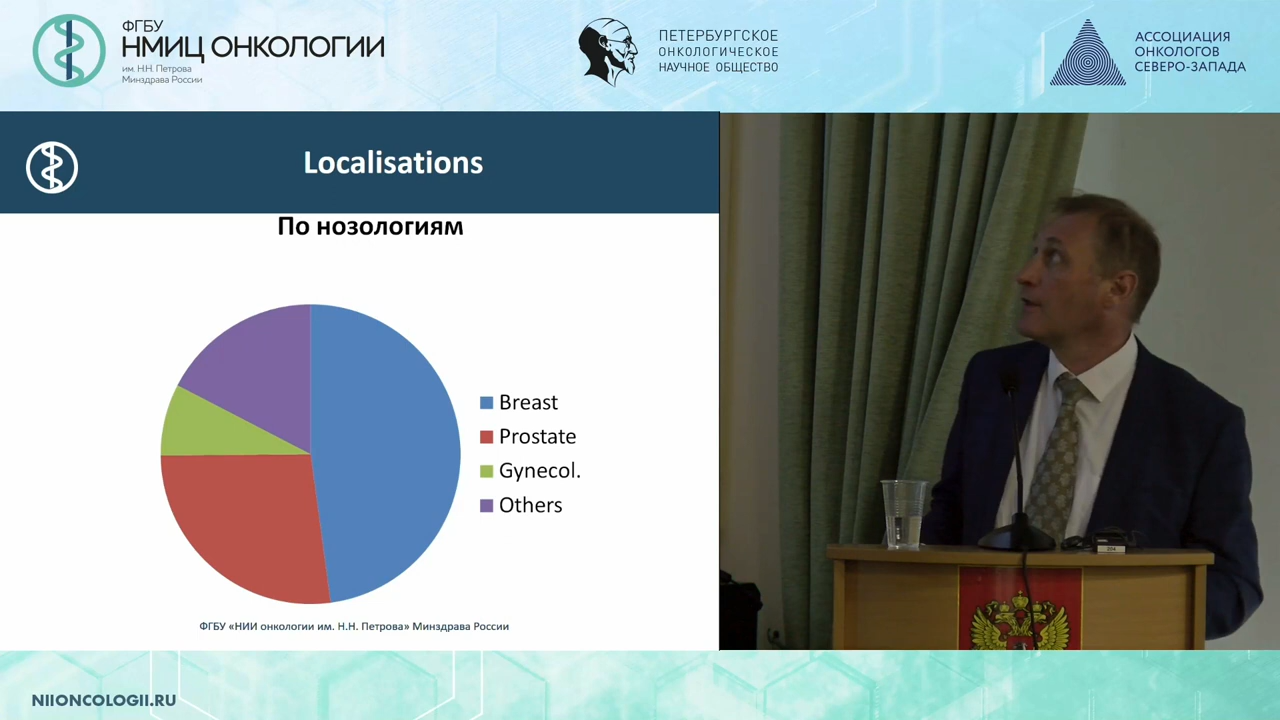 ФГБУ
НМИЦ ОНКОЛОГИИ
им. Н.Н. Петрова
Минздрава России
ПЕТЕРБУРГСКОЕ
ОНКОЛОГИЧЕСКОЕ
НАУЧНОЕ ОБЩЕСТВО
АССОЦИАЦИЯ
ОНКОЛОГОВ
СЕВЕРО-ЗАПАДА
Localisations
По нозологиям
Breast
Prostate
Gynecol.
Others
ФГБУ «НИИ онкологии им. Н.Н. Петрова» Минздрава России
304
NIIONCOLOGII.RU